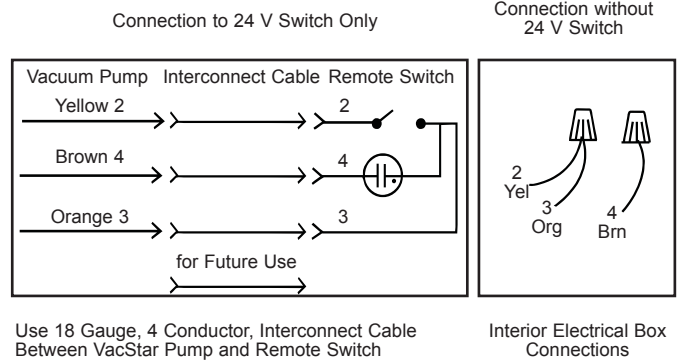 Connection to 24 V Switch Only
Connection without
24 V Switch
Vacuum Pump Interconnect Cable Remote Switch
Yellow 2
2
Brown 4
4
Orange 3
3
for Future Use
2
Yel
3
Org
4
Brn
Use 18 Gauge, 4 Conductor, Interconnect Cable
Between VacStar Pump and Remote Switch
Interior Electrical Box
Connections